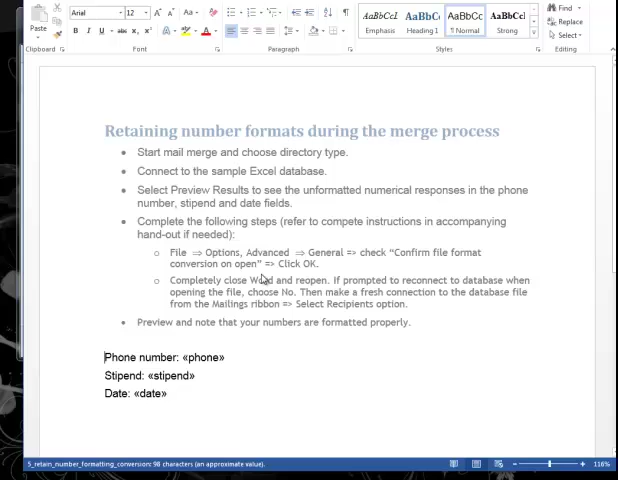 Arial
12
A A Aa
Paste
B I U abc x₂ x²
A A
AaBbCcI AaBbCc AaBbCc AaBbCcl
Emphasis Heading 1 ¶ Normal Strong
Find
Replace
Select
Clipboard Font Paragraph Styles Editing
Retaining number formats during the merge process
• Start mail merge and choose directory type.
• Connect to the sample Excel database.
• Select Preview Results to see the unformatted numerical responses in the phone
number, stipend and date fields.
• Complete the following steps (refer to compete instructions in accompanying
hand-out if needed):
o File ⇒ Options, Advanced ⇒ General => check “Confirm file format
conversion on open” => Click OK.
o Completely close Word and reopen. If prompted to reconnect to database when
opening the file, choose No. Then make a fresh connection to the database file
from the Mailings ribbon => Select Recipients option.
• Preview and note that your numbers are formatted properly.
Phone number: «phone»
Stipend: «stipend»
Date: «date»
5_retain_number_formatting_conversion: 98 characters (an approximate value).
116%